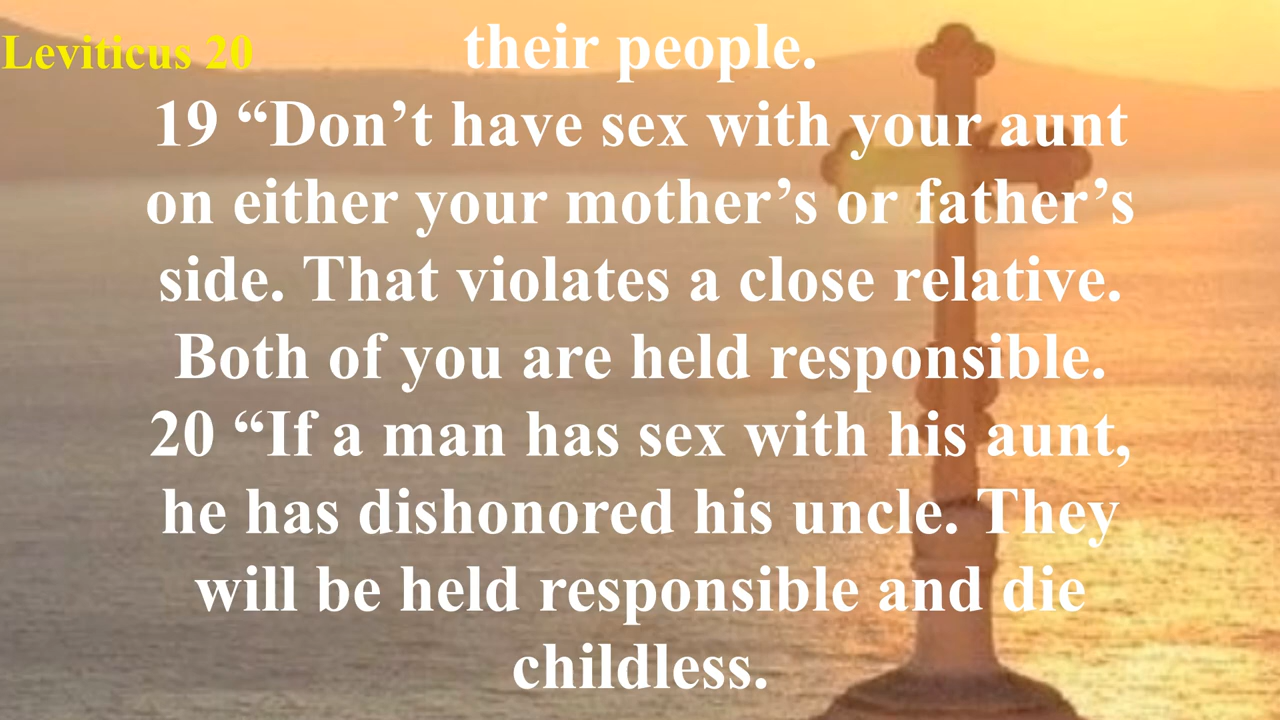 Leviticus 20
their people.
19 “Don’t have sex with your aunt
on either your mother’s or father’s
side. That violates a close relative.
Both of you are held responsible.
20 “If a man has sex with his aunt,
he has dishonored his uncle. They
will be held responsible and die
childless.